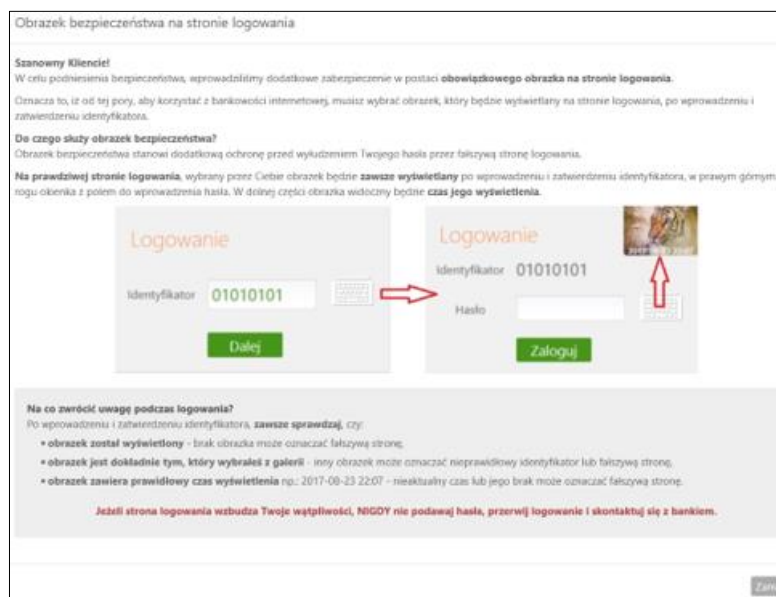 Obrazek bezpieczeństwa na stronie logowania
Szanowny Kliencie!
W celu podniesienia bezpieczeństwa, wprowadziliśmy dodatkowe zabezpieczenie w postaci obowiązkowego obrazka na stronie logowania.
Oznacza to, iż od tej pory, aby korzystać z bankowości internetowej, musisz wybrać obrazek, który będzie wyświetlany na stronie logowania, po wprowadzeniu i
zatwierdzeniu identyfikatora.
Do czego służy obrazek bezpieczeństwa?
Obrazek bezpieczeństwa stanowi dodatkową ochronę przed wyłudzeniem Twojego hasła przez fałszywą stronę logowania.
Na prawdziwej stronie logowania, wybrany przez Ciebie obrazek będzie zawsze wyświetlany po wprowadzeniu i zatwierdzeniu identyfikatora, w prawym górnym
rogu okienka z polem do wprowadzenia hasła. W dolnej części obrazka widoczny będzie czas jego wyświetlenia.
Logowanie
Identyfikator 01010101
Dalej
Logowanie
Identyfikator 01010101
Hasło
Zaloguj
Na co zwrócić uwagę podczas logowania?
Po wprowadzeniu i zatwierdzeniu identyfikatora, zawsze sprawdzaj, czy:
• obrazek został wyświetlony - brak obrazka może oznaczać fałszywą stronę,
• obrazek jest dokładnie tym, który wybrałeś z galerii - inny obrazek może oznaczać nieprawidłowy identyfikator lub fałszywą stronę,
• obrazek zawiera prawidłowy czas wyświetlenia np.: 2017-08-23 22:07 - nieaktualny czas lub jego brak może oznaczać fałszywą stronę.
Jeżeli strona logowania wzbudza Twoje wątpliwości, NIGDY nie podawaj hasła, przerwij logowanie i skontaktuj się z bankiem.